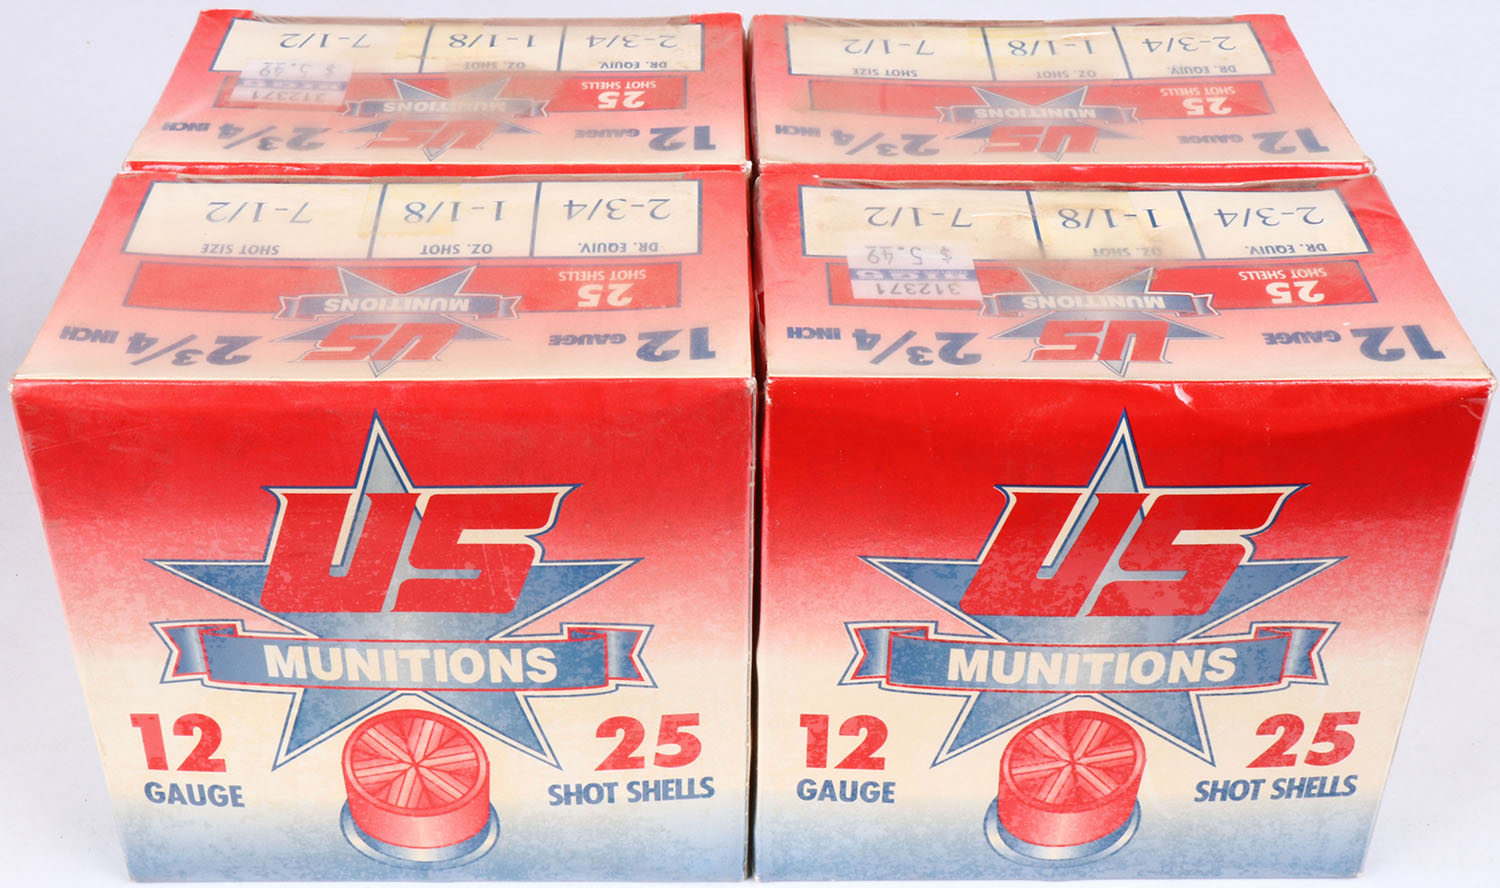 7-1/2 1-1/8 2-3/4
SHOT SIZE OZ. SHOT DR. EQUIV.
$ 5.49
312371
25
SHOT SHELLS
US
MUNITIONS
12 GAUGE 2 3/4 INCH
7-1/2 1-1/8 2-3/4
SHOT SIZE OZ. SHOT DR. EQUIV.
25
SHOT SHELLS
US
MUNITIONS
12 GAUGE 2 3/4 INCH
7-1/2 1-1/8 2-3/4
SHOT SIZE OZ. SHOT DR. EQUIV.
25
SHOT SHELLS
US
MUNITIONS
12 GAUGE 2 3/4 INCH
7-1/2 1-1/8 2-3/4
SHOT SIZE OZ. SHOT DR. EQUIV.
$ 5.49
312371
25
SHOT SHELLS
US
MUNITIONS
12 GAUGE 2 3/4 INCH
US
MUNITIONS
12
GAUGE
25
SHOT SHELLS
US
MUNITIONS
12
GAUGE
25
SHOT SHELLS